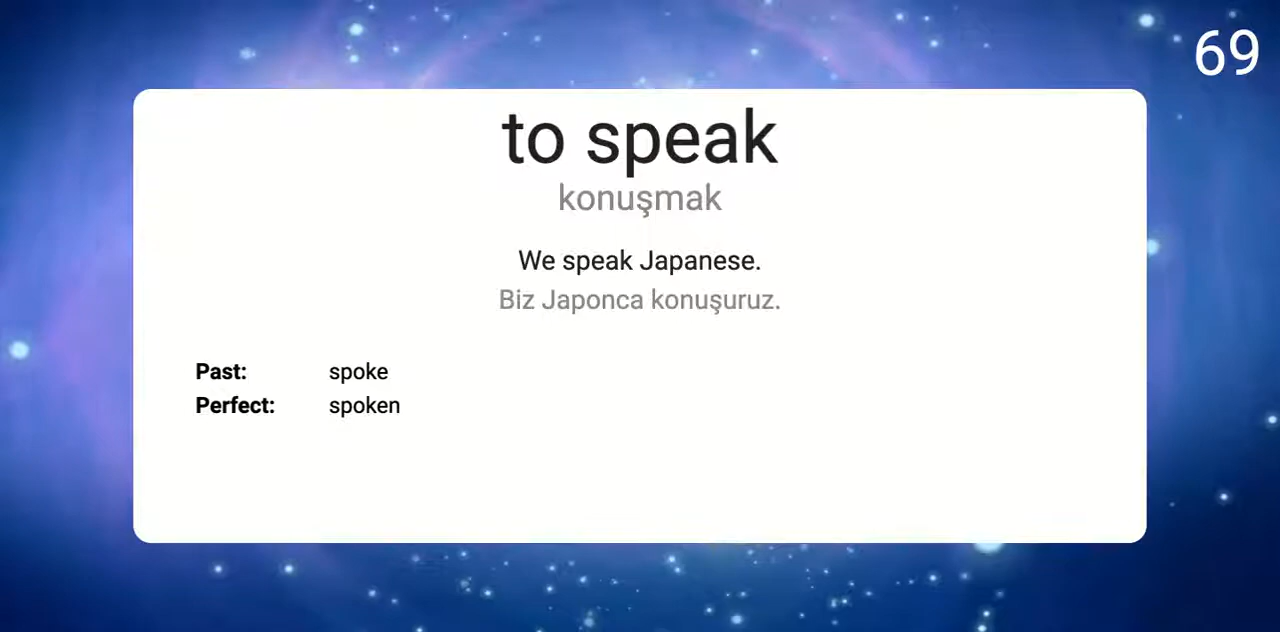 69
to speak
konuşmak
We speak Japanese.
Biz Japonca konuşuruz.
Past: spoke
Perfect: spoken